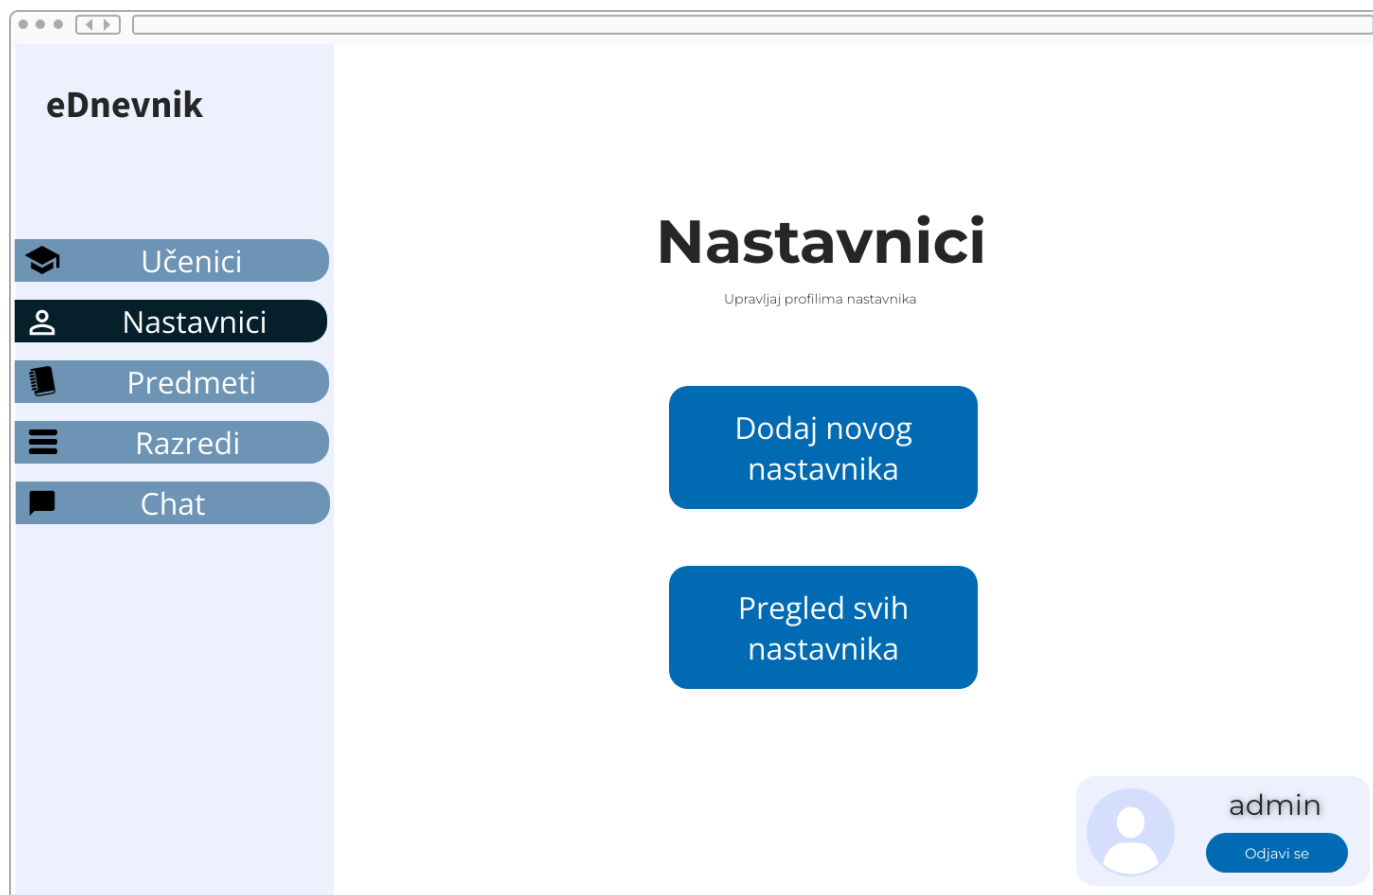 eDnevnik
Učenici
Nastavnici
Predmeti
Razredi
Chat
Nastavnici
Upravljaj profilima nastavnika
Dodaj novog
nastavnika
Pregled svih
nastavnika
admin
Odjavi se